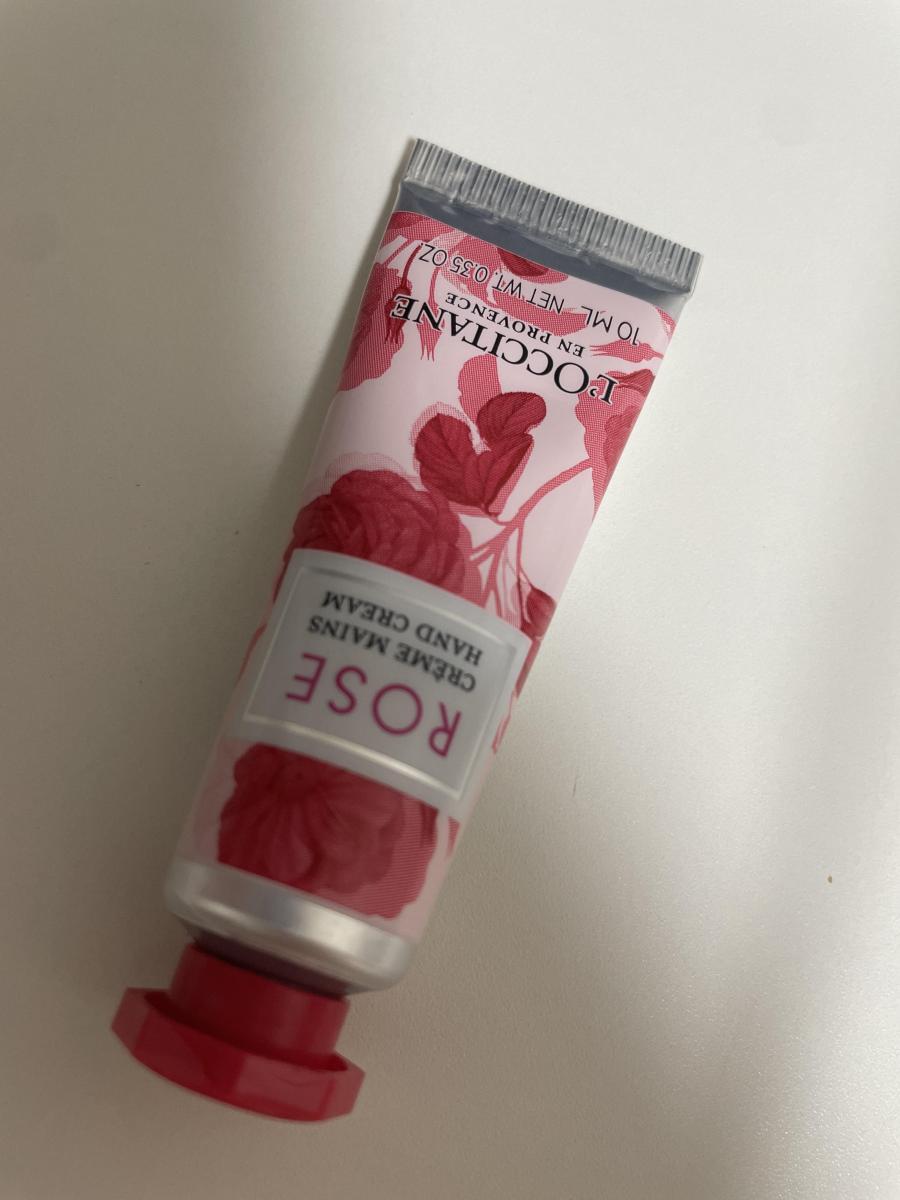 ROSE
CRÈME MAINS
HAND CREAM
L'OCCITANE
EN PROVENCE
10 ML NET WT. 0.35 OZ.